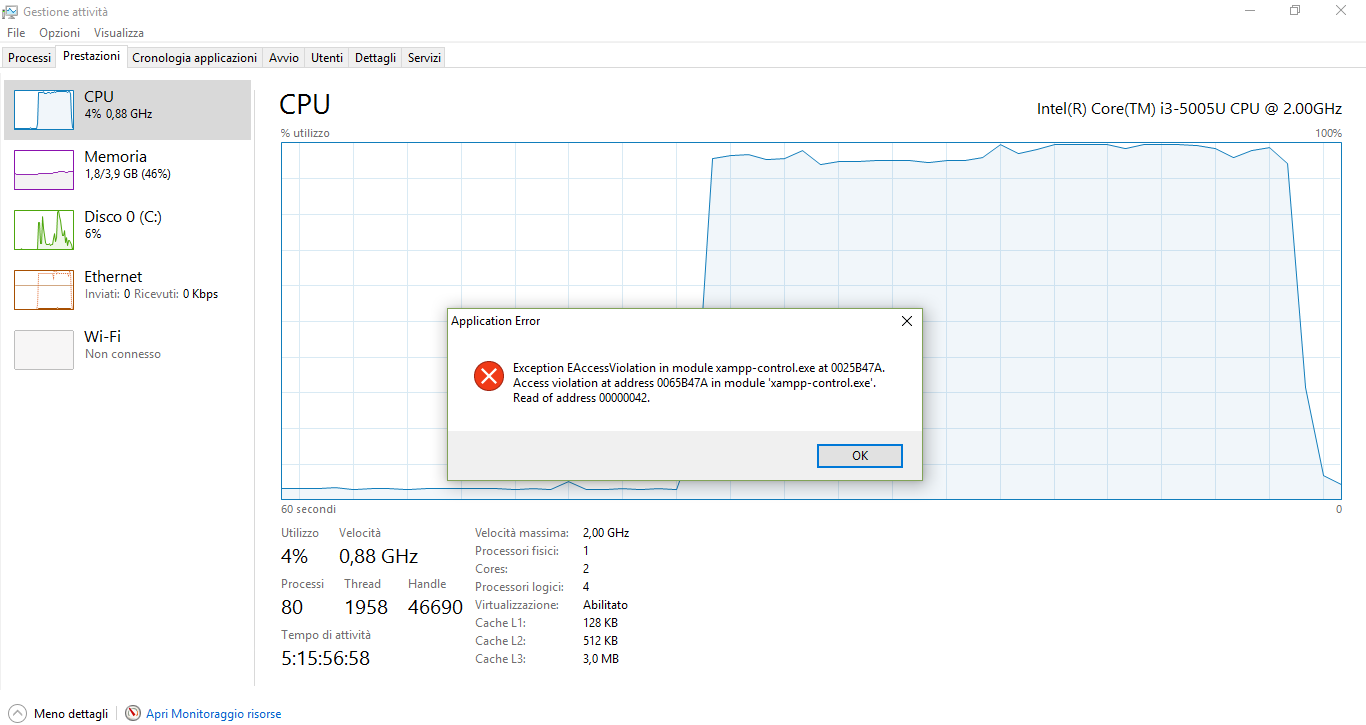 Gestione attività
File Opzioni Visualizza
Processi Prestazioni Cronologia applicazioni Avvio Utenti Dettagli Servizi
CPU
4% 0,88 GHz
Memoria
1,8/3,9 GB (46%)
Disco 0 (C:)
6%
Ethernet
Inviati: 0 Ricevuti: 0 Kbps
Wi-Fi
Non connesso
CPU
Intel(R) Core(TM) i3-5005U CPU @ 2.00GHz
% utilizzo
100%
Application Error
Exception EAccessViolation in module xampp-control.exe at 0025B47A.
Access violation at address 0065B47A in module 'xampp-control.exe'.
Read of address 00000042.
OK
60 secondi
0
Utilizzo Velocità
4% 0,88 GHz
Processi Thread Handle
80 1958 46690
Tempo di attività
5:15:56:58
Velocità massima: 2,00 GHz
Processori fisici: 1
Cores: 2
Processori logici: 4
Virtualizzazione: Abilitato
Cache L1: 128 KB
Cache L2: 512 KB
Cache L3: 3,0 MB
Meno dettagli
Apri Monitoraggio risorse